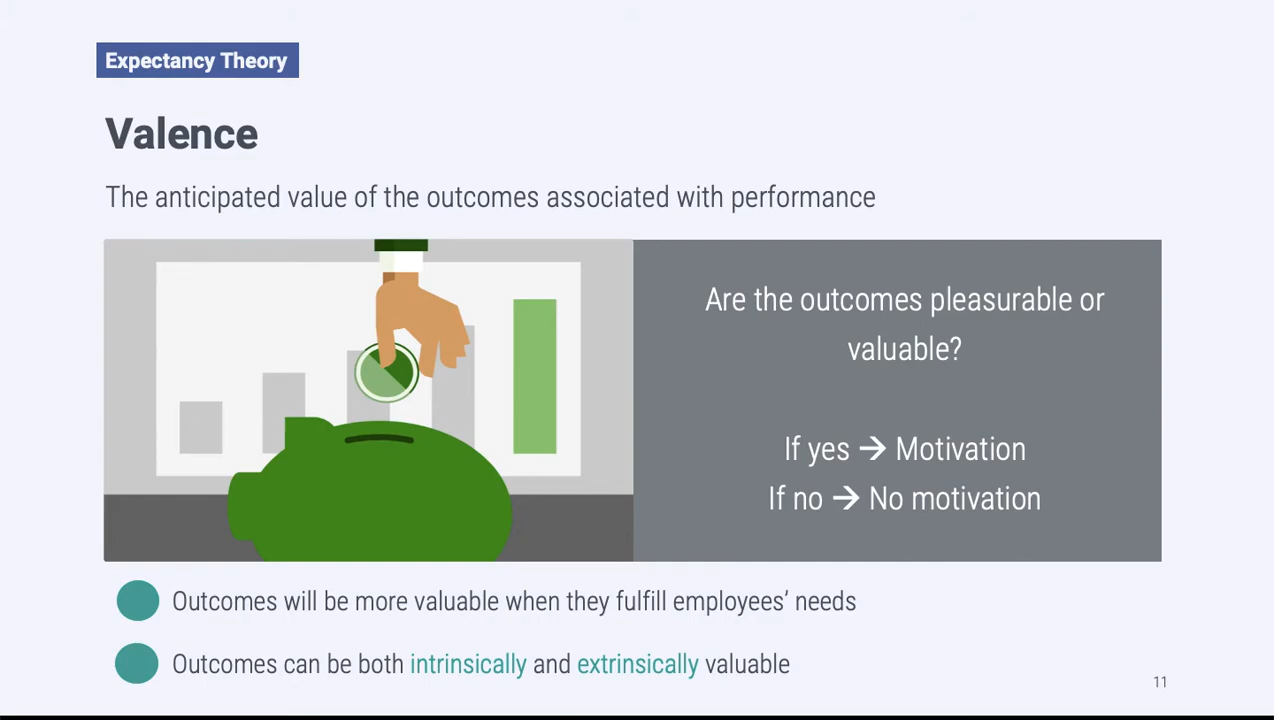 Expectancy Theory
Valence
The anticipated value of the outcomes associated with performance
Are the outcomes pleasurable or
valuable?
If yes → Motivation
If no → No motivation
Outcomes will be more valuable when they fulfill employees’ needs
Outcomes can be both intrinsically and extrinsically valuable
11